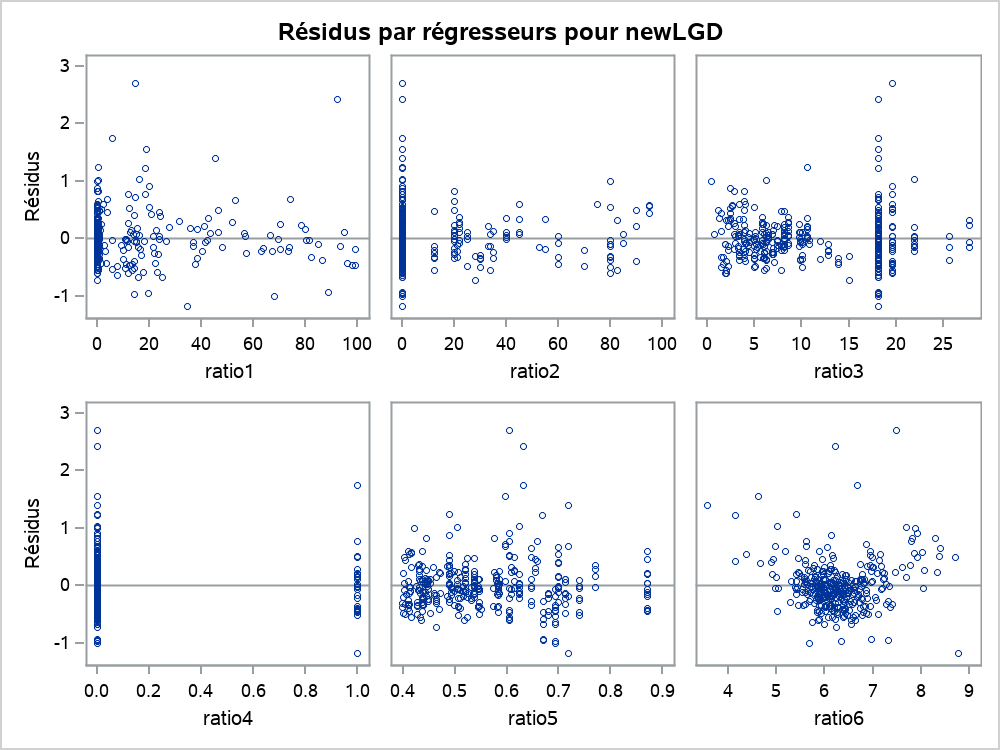 Résidus par régresseurs pour newLGD
Résidus
3
2
1
0
-1
0 20 40 60 80 100
ratio1
0 20 40 60 80 100
ratio2
0 5 10 15 20 25
ratio3
Résidus
3
2
1
0
-1
0.0 0.2 0.4 0.6 0.8 1.0
ratio4
0.4 0.5 0.6 0.7 0.8 0.9
ratio5
4 5 6 7 8 9
ratio6